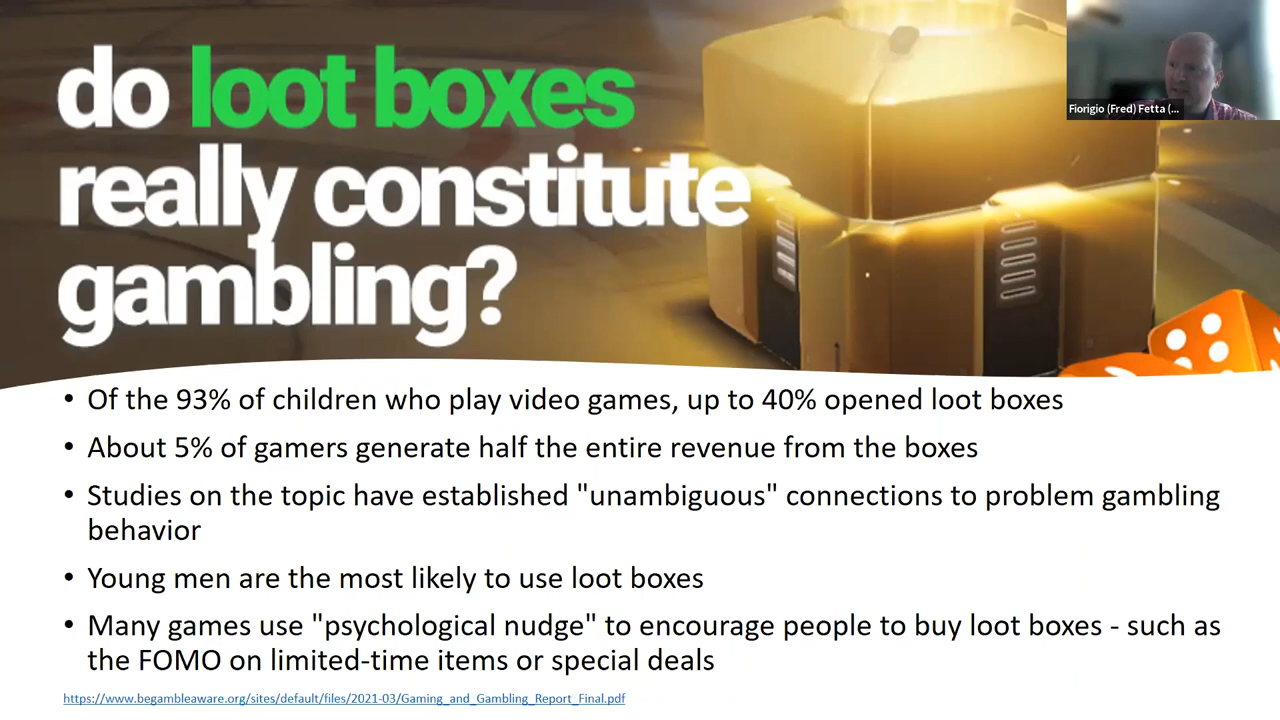 do loot boxes
really constitute
gambling?
Fiorigio (Fred) Fetta (...
• Of the 93% of children who play video games, up to 40% opened loot boxes
• About 5% of gamers generate half the entire revenue from the boxes
• Studies on the topic have established "unambiguous" connections to problem gambling
behavior
• Young men are the most likely to use loot boxes
• Many games use "psychological nudge" to encourage people to buy loot boxes - such as
the FOMO on limited-time items or special deals
https://www.begambleaware.org/sites/default/files/2021-03/Gaming_and_Gambling_Report_Final.pdf